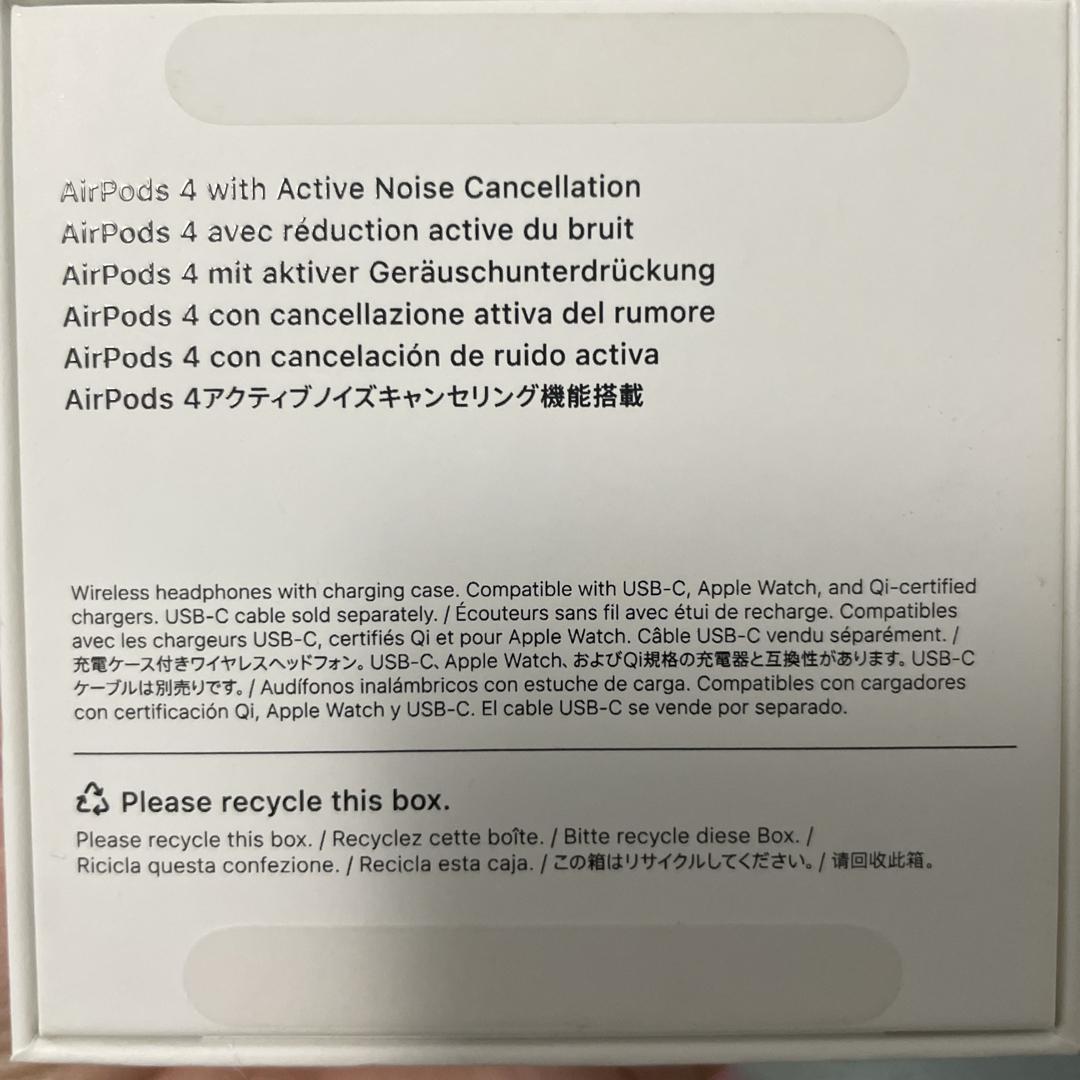 AirPods 4 with Active Noise Cancellation
AirPods 4 avec réduction active du bruit
AirPods 4 mit aktiver Geräuschunterdrückung
AirPods 4 con cancellazione attiva del rumore
AirPods 4 con cancelación de ruido activa
AirPods 4アクティブノイズキャンセリング機能搭載
Wireless headphones with charging case. Compatible with USB-C, Apple Watch, and Qi-certified
chargers. USB-C cable sold separately. / Écouteurs sans fil avec étui de recharge. Compatibles
avec les chargeurs USB-C, certifiés Qi et pour Apple Watch. Câble USB-C vendu séparément. /
充電ケース付きワイヤレスヘッドフォン。USB-C、Apple Watch、およびQi規格の充電器と互換性があります。USB-C
ケーブルは別売りです。/ Audífonos inalámbricos con estuche de carga. Compatibles con cargadores
con certificación Qi, Apple Watch y USB-C. El cable USB-C se vende por separado.
Please recycle this box.
Please recycle this box. / Recyclez cette boîte. / Bitte recycle diese Box. /
Ricicla questa confezione. / Recicla esta caja. / この箱はリサイクルしてください。/ 请回收此箱。